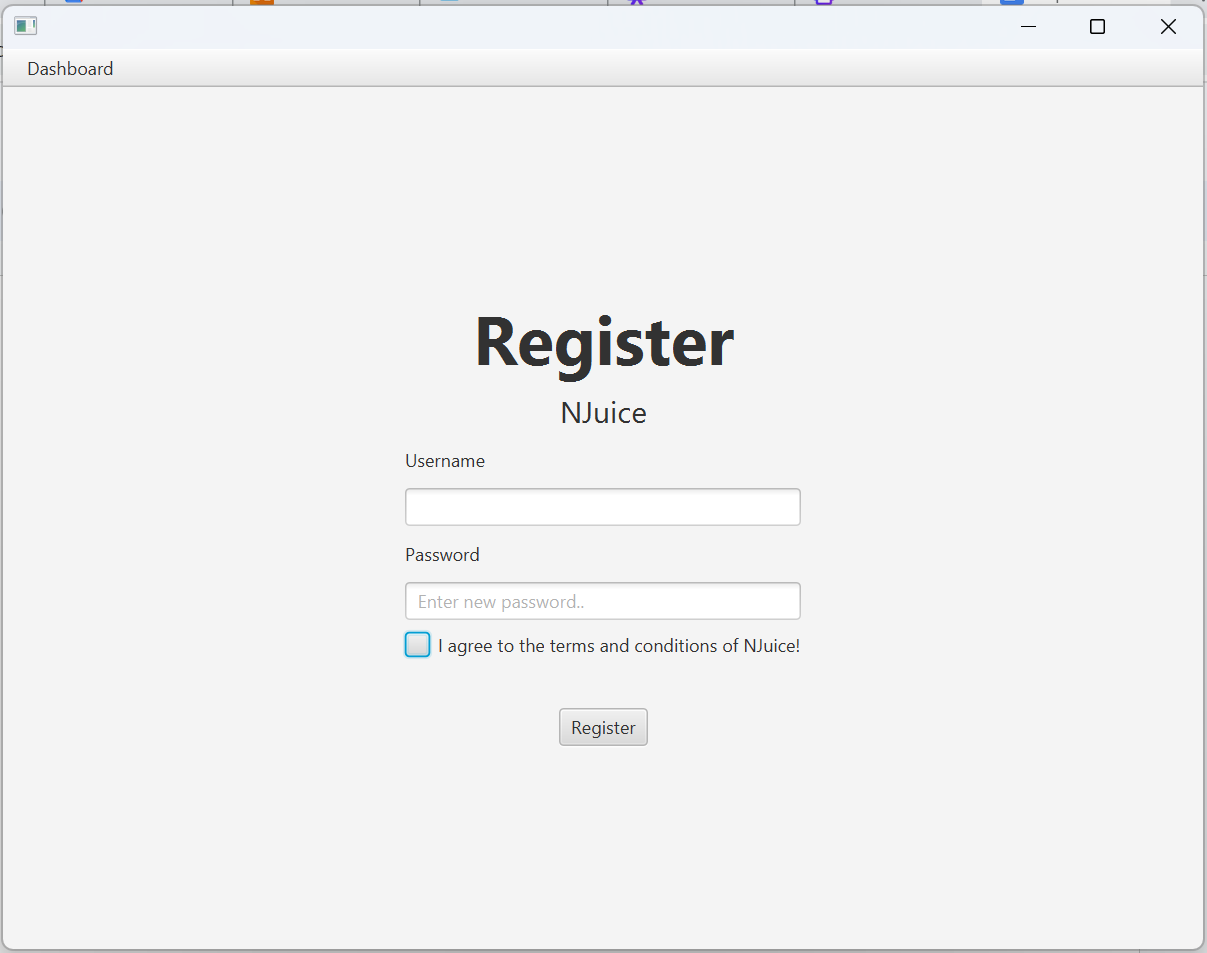 Dashboard
Register
NJuice
Username
Password
Enter new password..
I agree to the terms and conditions of NJuice!
Register